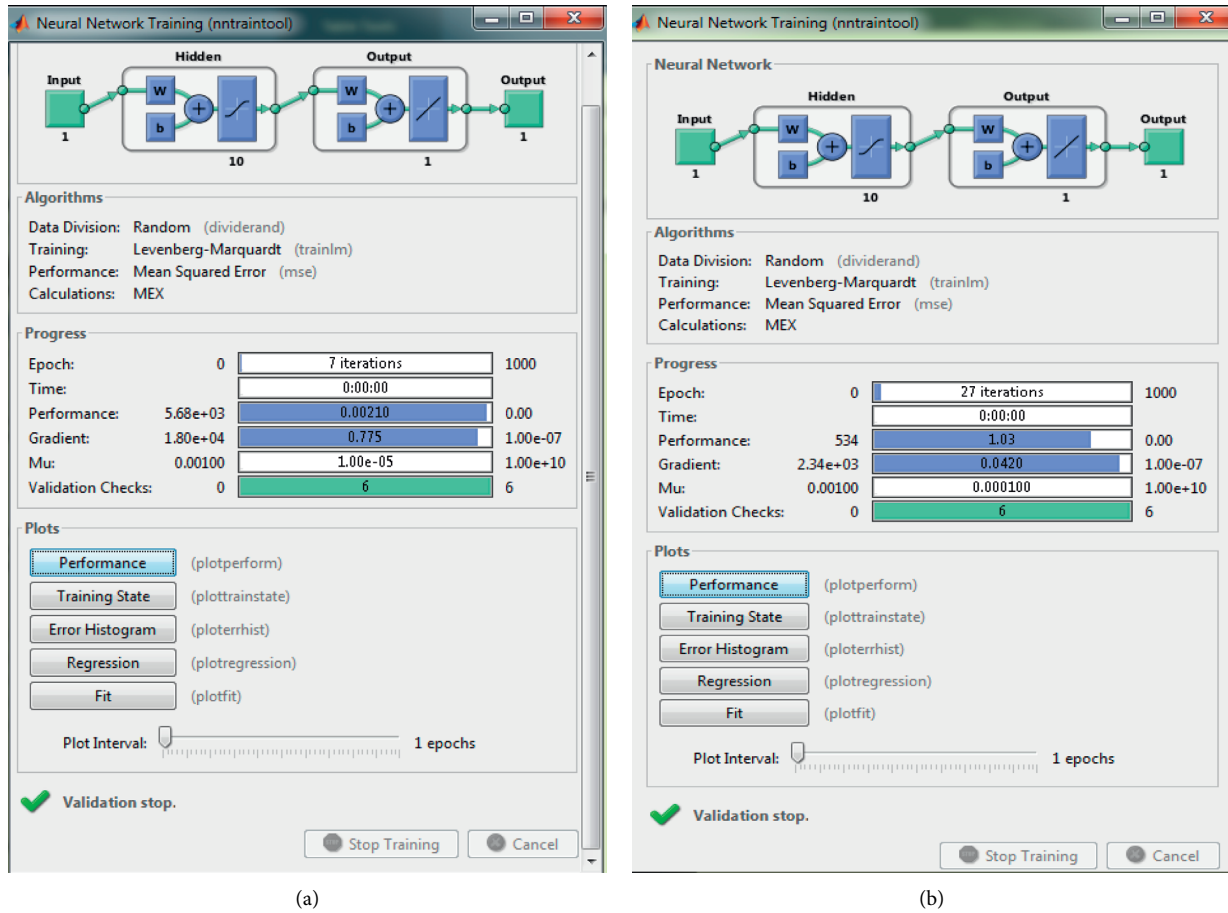 Neural Network Training (nntraintool)
Hidden
Output
Input
Output
W
W
b
b
1
10
1
1
Algorithms
Data Division: Random (dividerand)
Training: Levenberg-Marquardt (trainlm)
Performance: Mean Squared Error (mse)
Calculations: MEX
Progress
Epoch: 0 7 iterations 1000
Time: 0:00:00
Performance: 5.68e+03 0.00210 0.00
Gradient: 1.80e+04 0.775 1.00e-07
Mu: 0.00100 1.00e-05 1.00e+10
Validation Checks: 0 6 6
Plots
Performance (plotperform)
Training State (plottrainstate)
Error Histogram (ploterrhist)
Regression (plotregression)
Fit (plotfit)
Plot Interval: 1 epochs
Validation stop.
Stop Training Cancel
(a)
Neural Network Training (nntraintool)
Neural Network
Hidden
Output
Input
Output
W
W
b
b
1
10
1
1
Algorithms
Data Division: Random (dividerand)
Training: Levenberg-Marquardt (trainlm)
Performance: Mean Squared Error (mse)
Calculations: MEX
Progress
Epoch: 0 27 iterations 1000
Time: 0:00:00
Performance: 534 1.03 0.00
Gradient: 2.34e+03 0.0420 1.00e-07
Mu: 0.00100 0.000100 1.00e+10
Validation Checks: 0 6 6
Plots
Performance (plotperform)
Training State (plottrainstate)
Error Histogram (ploterrhist)
Regression (plotregression)
Fit (plotfit)
Plot Interval: 1 epochs
Validation stop.
Stop Training Cancel
(b)